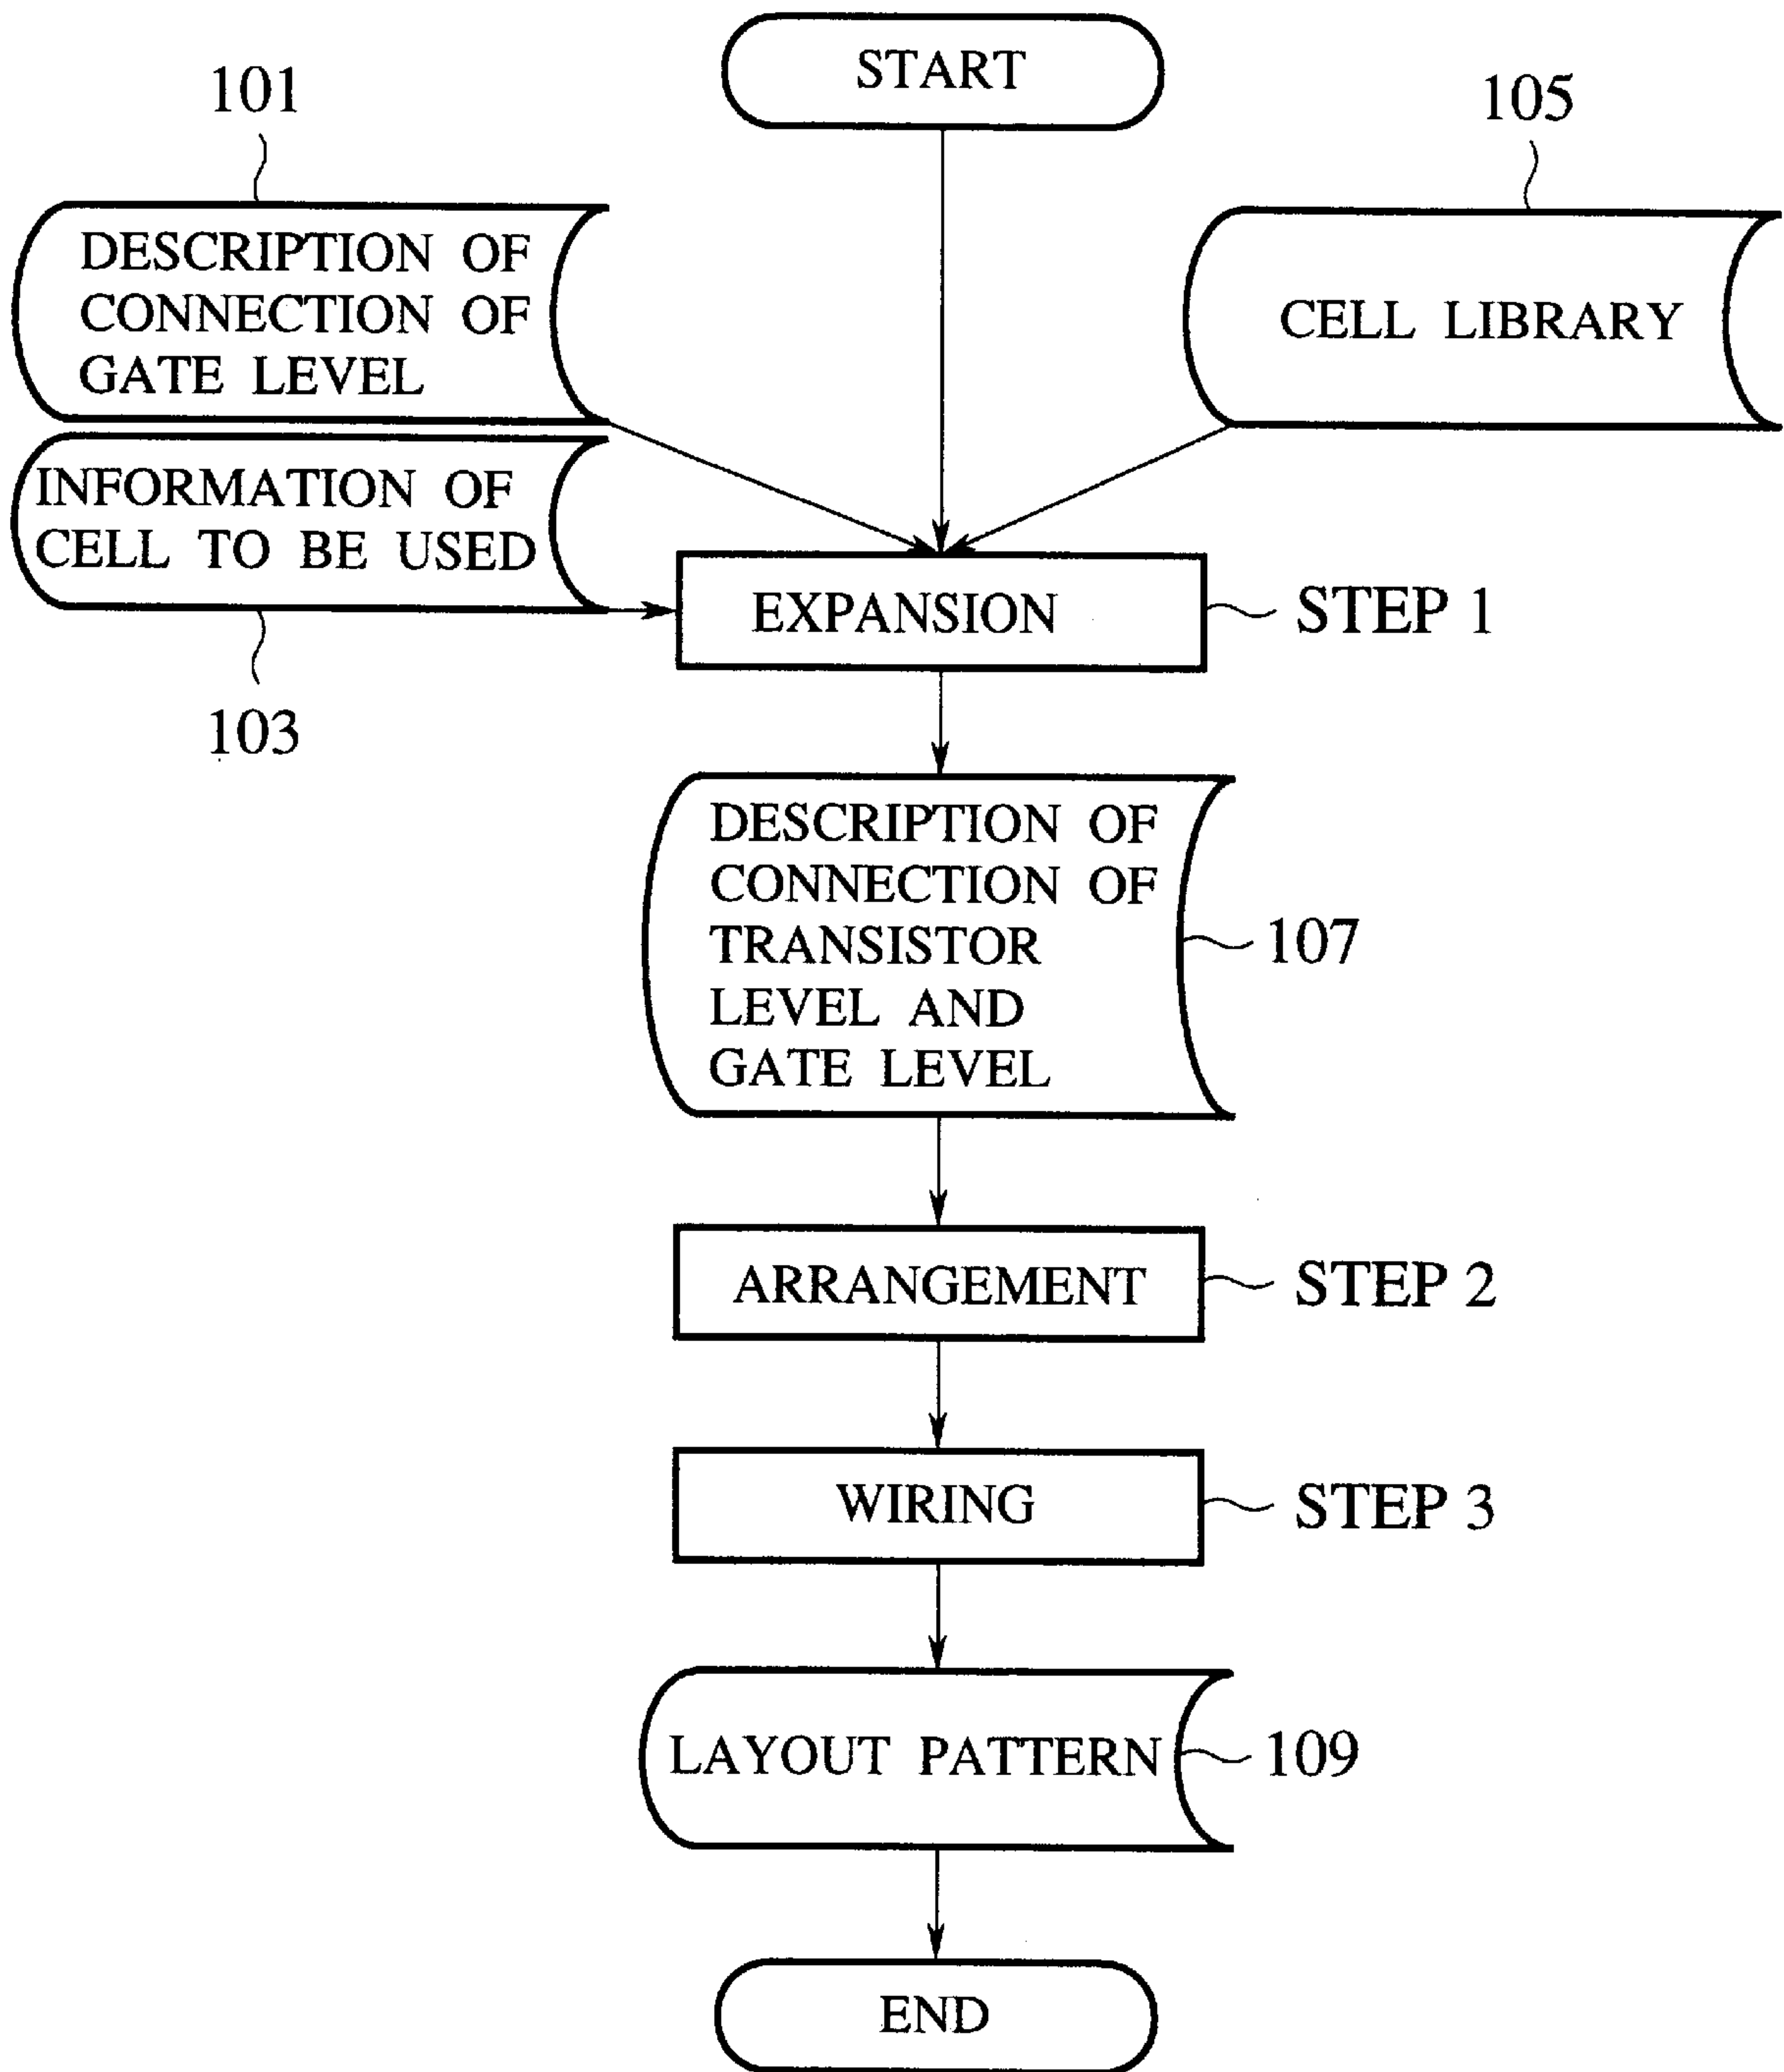 START
101
105
DESCRIPTION OF
CONNECTION OF
GATE LEVEL
CELL LIBRARY
INFORMATION OF
CELL TO BE USED
EXPANSION
STEP 1
103
DESCRIPTION OF
CONNECTION OF
TRANSISTOR
LEVEL AND
GATE LEVEL
107
ARRANGEMENT
STEP 2
WIRING
STEP 3
LAYOUT PATTERN
109
END